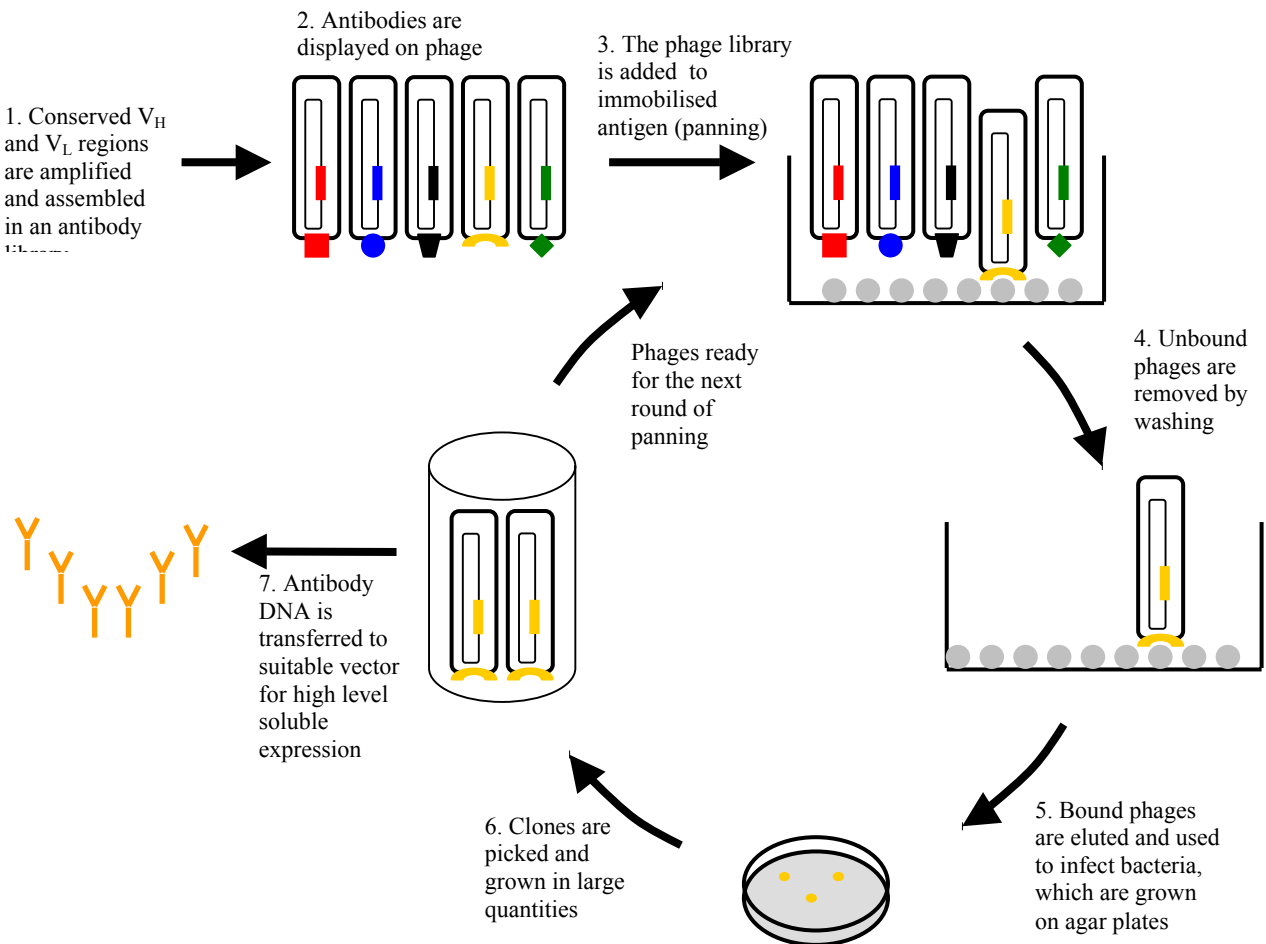 1. Conserved VH
and VL regions
are amplified
and assembled
in an antibody
2. Antibodies are
displayed on phage
3. The phage library
is added to
immobilised
antigen (panning)
4. Unbound
phages are
removed by
washing
5. Bound phages
are eluted and used
to infect bacteria,
which are grown
on agar plates
6. Clones are
picked and
grown in large
quantities
Phages ready
for the next
round of
panning
7. Antibody
DNA is
transferred to
suitable vector
for high level
soluble
expression